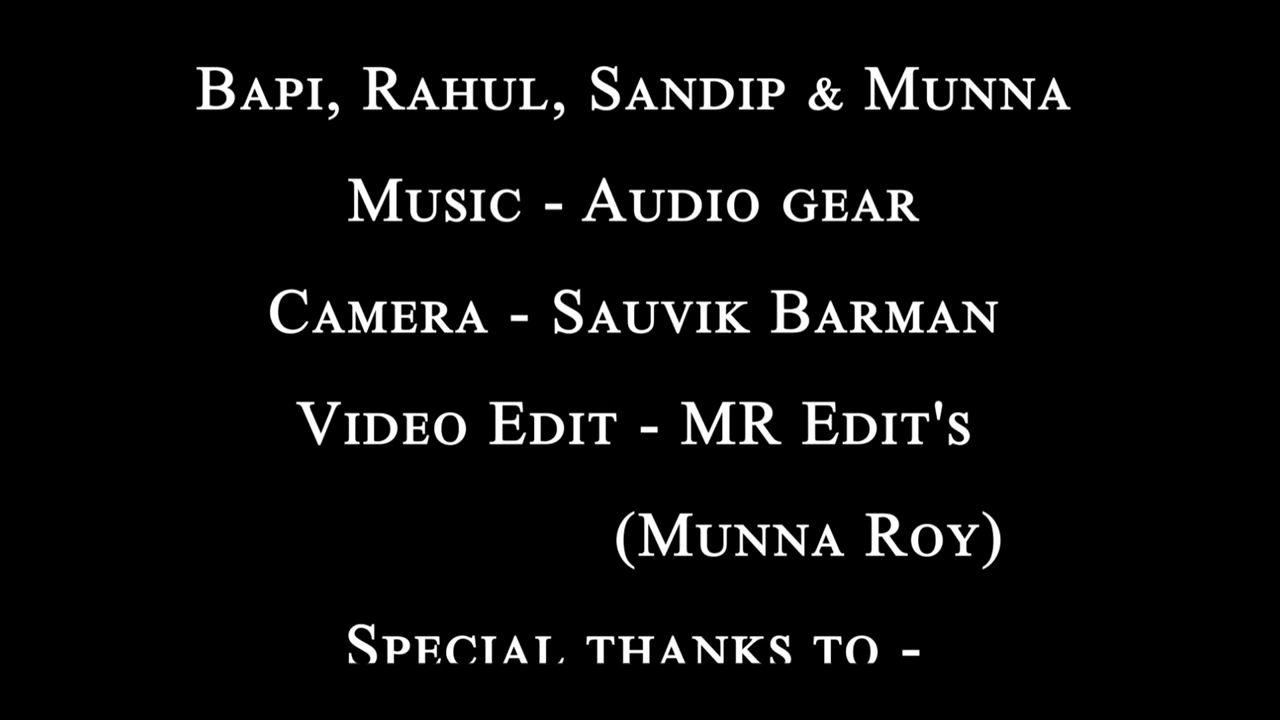 Bapi, Rahul, Sandip & Munna
Music - Audio gear
Camera - Sauvik Barman
Video Edit - MR Edit's
(Munna Roy)
Special thanks to -